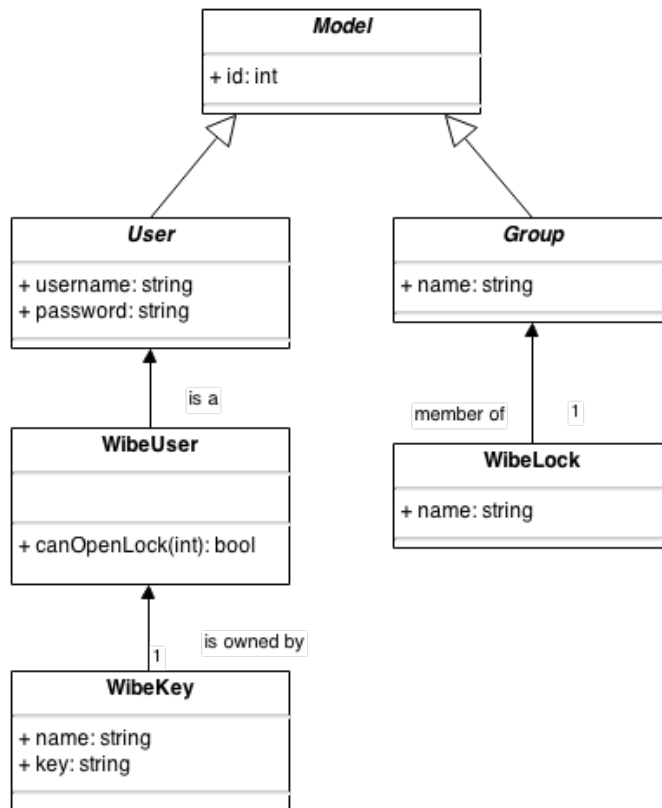 Model
+ id: int
User
+ username: string
+ password: string
Group
+ name: string
is a
member of
1
WibeUser
+ canOpenLock(int): bool
WibeLock
+ name: string
is owned by
1
WibeKey
+ name: string
+ key: string